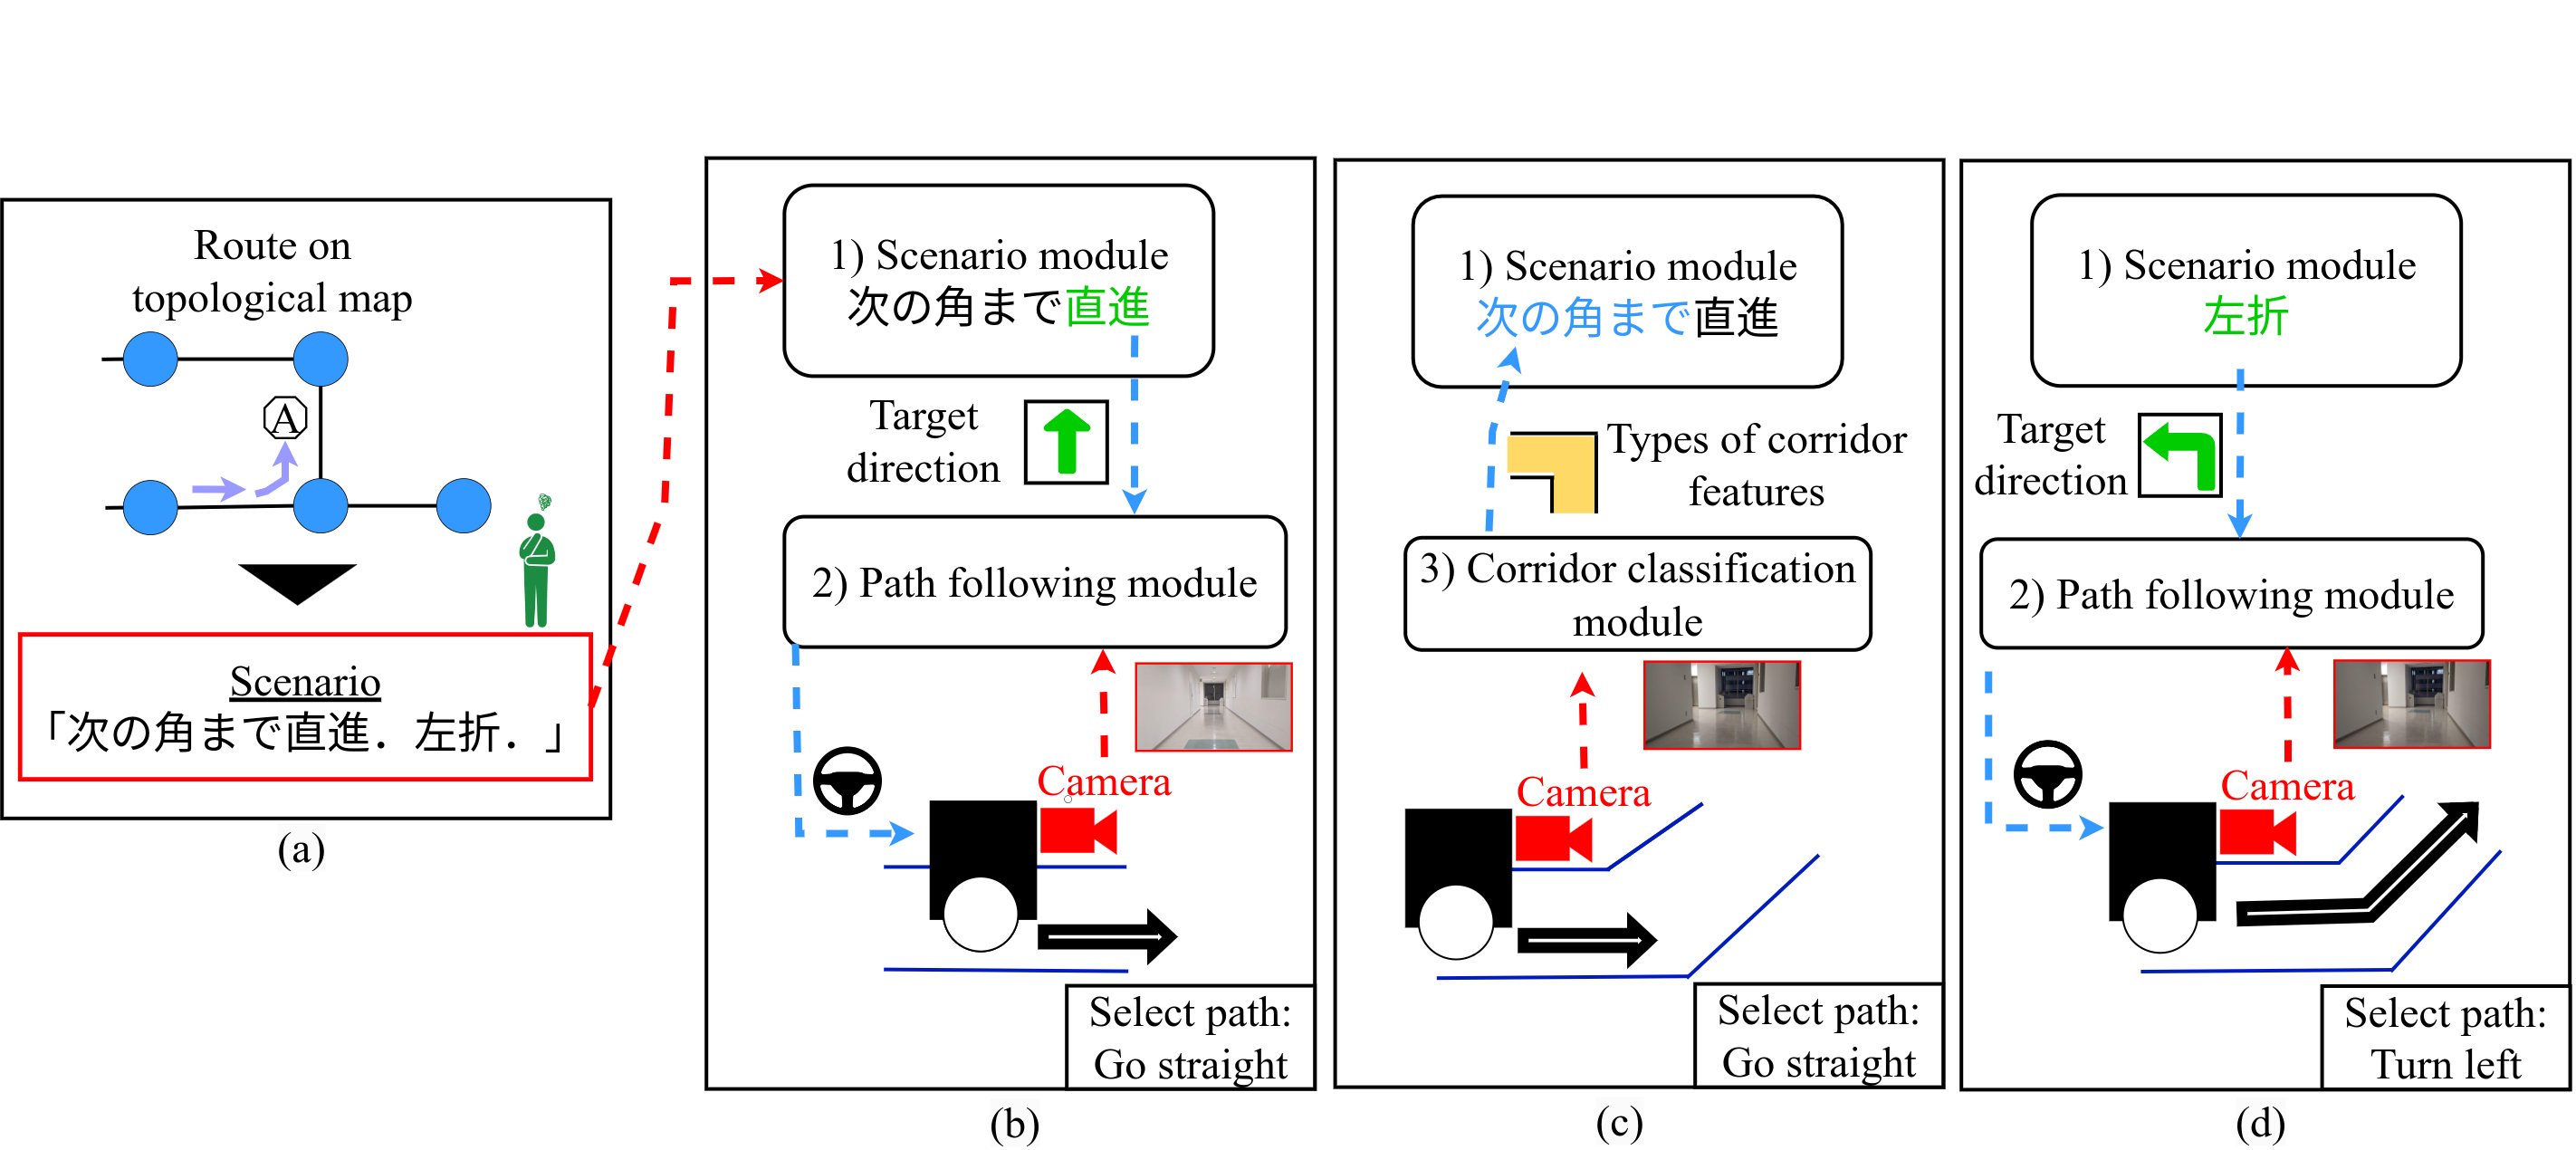 Route on
topological map
A
Scenario
「次の角まで直進．左折．」
(a)
1) Scenario module
次の角まで直進
Target
direction
2) Path following module
Camera
Select path:
Go straight
(b)
1) Scenario module
次の角まで直進
Types of corridor
features
3) Corridor classification
module
Camera
Select path:
Go straight
(c)
1) Scenario module
左折
Target
direction
2) Path following module
Camera
Select path:
Turn left
(d)